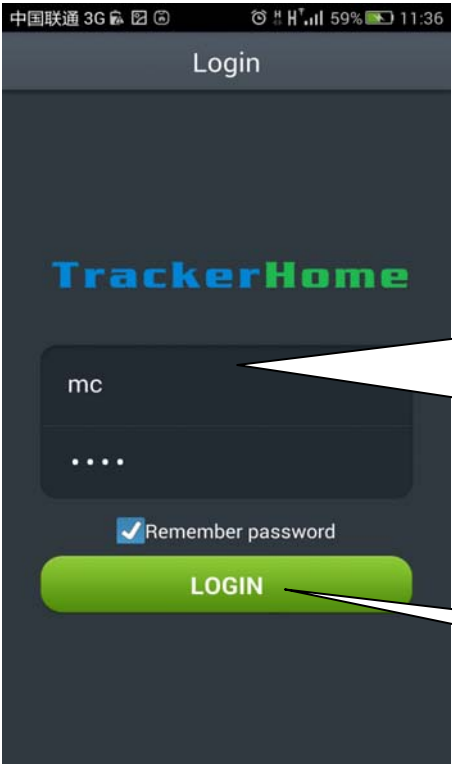 中国联通 3G 59% 11:36
Login
TrackerHome
mc
....
Remember password
LOGIN